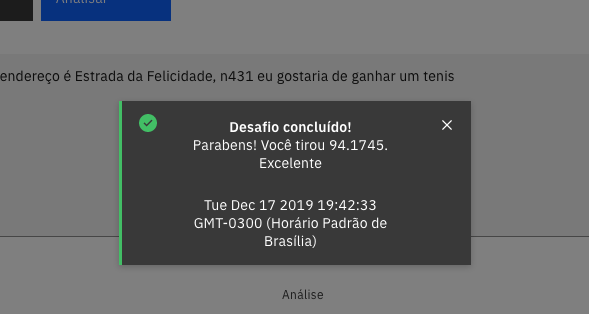 Analisar
endereço é Estrada da Felicidade, n431 eu gostaria de ganhar um tenis
Desafio concluído!
Parabens! Você tirou 94.1745.
Excelente
Tue Dec 17 2019 19:42:33
GMT-0300 (Horário Padrão de
Brasília)
Análise